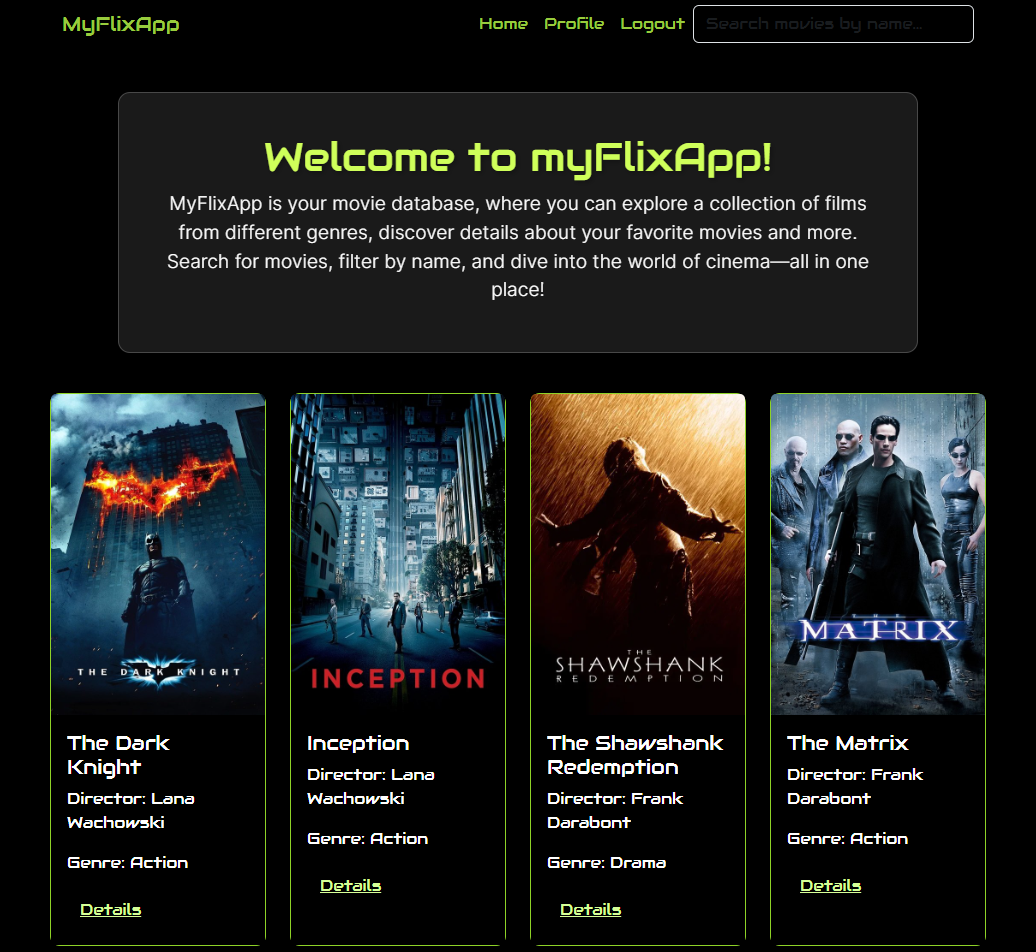 MyFlixApp Home Profile Logout Search movies by name...
Welcome to myFlixApp!
MyFlixApp is your movie database, where you can explore a collection of films
from different genres, discover details about your favorite movies and more.
Search for movies, filter by name, and dive into the world of cinema—all in one
place!
THE DARK KNIGHT
INCEPTION
THE
SHAWSHANK
REDEMPTION
THE
MATRIX
The Dark
Knight
Director: Lana
Wachowski
Genre: Action
Details
Inception
Director: Lana
Wachowski
Genre: Action
Details
The Shawshank
Redemption
Director: Frank
Darabont
Genre: Drama
Details
The Matrix
Director: Frank
Darabont
Genre: Action
Details